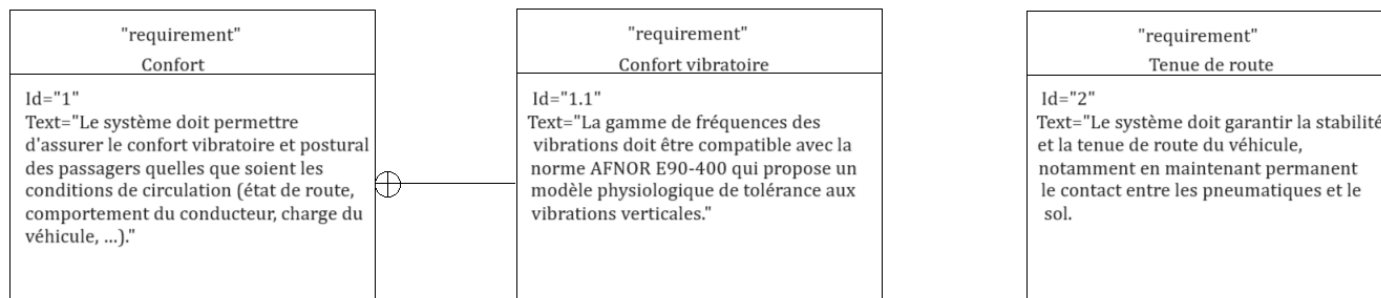 "requirement"
Confort
Id="1"
Text="Le système doit permettre
d'assurer le confort vibratoire et postural
des passagers quelles que soient les
conditions de circulation (état de route,
comportement du conducteur, charge du
véhicule, ...)."
"requirement"
Confort vibratoire
Id="1.1"
Text="La gamme de fréquences des
vibrations doit être compatible avec la
norme AFNOR E90-400 qui propose un
modèle physiologique de tolérance aux
vibrations verticales."
"requirement"
Tenue de route
Id="2"
Text="Le système doit garantir la stabilité
et la tenue de route du véhicule,
notamment en maintenant permanent
le contact entre les pneumatiques et le
sol.